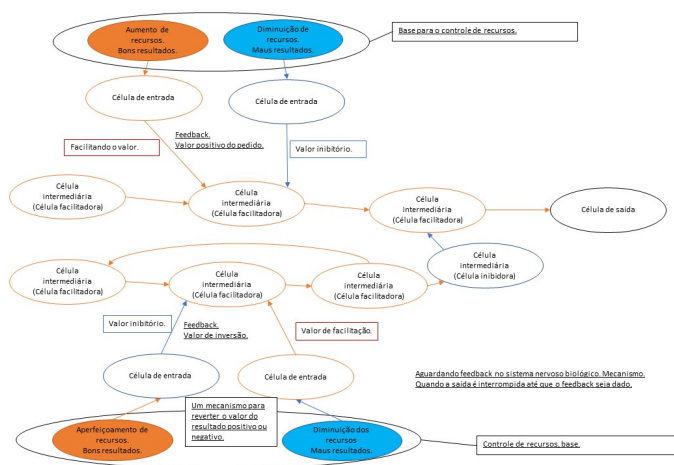 Aumento de
recursos.
Bons resultados.
Diminuição de
recursos.
Maus resultados.
Base para o controle de recursos.
Célula de entrada
Célula de entrada
Facilitando o valor.
Feedback.
Valor positivo do pedido.
Valor inibitório.
Célula
intermediária
(Célula facilitadora)
Célula
intermediária
(Célula facilitadora)
Célula
intermediária
(Célula facilitadora)
Célula de saída
Célula
intermediária
(Célula facilitadora)
Célula
intermediária
(Célula facilitadora)
Célula
intermediária
(Célula facilitadora)
Célula
intermediária
(Célula inibidora)
Valor inibitório.
Feedback.
Valor de inversão.
Valor de facilitação.
Célula de entrada
Célula de entrada
Aguardando feedback no sistema nervoso biológico. Mecanismo.
Quando a saída é interrompida até que o feedback seja dado.
Um mecanismo para
reverter o valor do
resultado positivo ou
negativo.
Aperfeiçoamento de
recursos.
Bons resultados.
Diminuição dos
recursos
Maus resultados.
Controle de recursos, base.